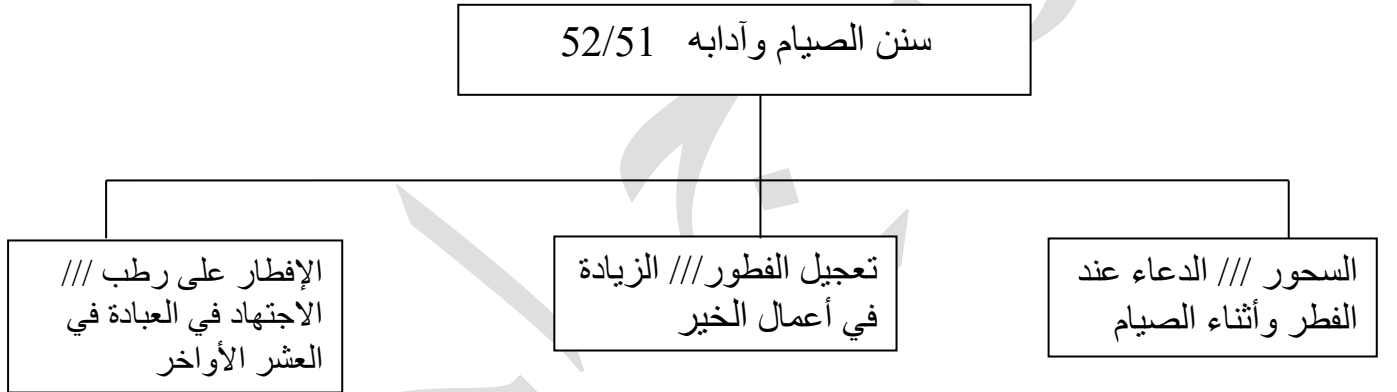 سنن الصيام وآدابه 52/51
السحور /// الدعاء عند
الفطر وأثناء الصيام
تعجيل الفطور/// الزيادة
في أعمال الخير
الإفطار على رطب ///
الاجتهاد في العبادة في
العشر الأواخر